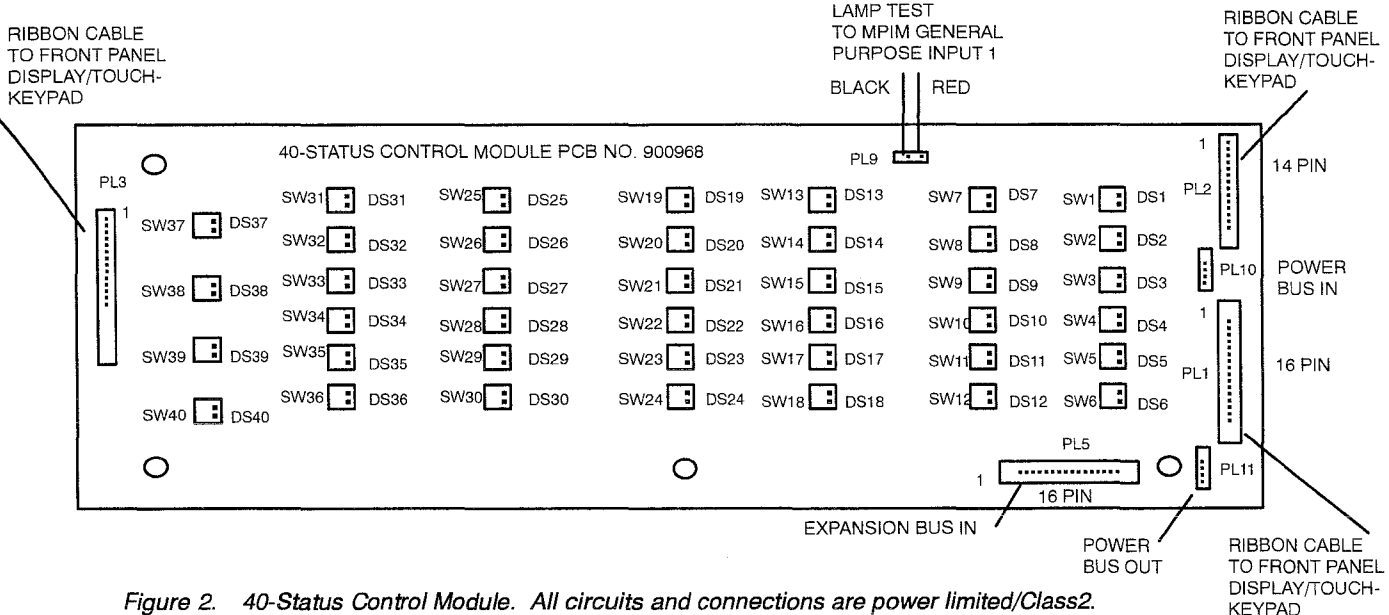 LAMP TEST
TO MPIM GENERAL
PURPOSE INPUT 1
BLACK RED
RIBBON CABLE
TO FRONT PANEL
DISPLAY/TOUCH-
KEYPAD
RIBBON CABLE
TO FRONT PANEL
DISPLAY/TOUCH-
KEYPAD
40-STATUS CONTROL MODULE PCB NO. 900968
PL9
1
14 PIN
PL3
1
PL2
SW31 DS31 SW25 DS25 SW19 DS19 SW13 DS13 SW7 DS7 SW1 DS1
SW37 DS37
SW32 DS32 SW26 DS26 SW20 DS20 SW14 DS14 SW8 DS8 SW2 DS2
SW38 DS38
SW33 DS33 SW27 DS27 SW21 DS21 SW15 DS15 SW9 DS9 SW3 DS3
PL10
POWER
BUS IN
SW34 DS34 SW28 DS28 SW22 DS22 SW16 DS16 SW10 DS10 SW4 DS4
1
SW39 DS39
SW35 DS35 SW29 DS29 SW23 DS23 SW17 DS17 SW11 DS11 SW5 DS5
PL1
16 PIN
SW36 DS36 SW30 DS30 SW24 DS24 SW18 DS18 SW12 DS12 SW6 DS6
SW40 DS40
PL5
1
16 PIN
PL11
EXPANSION BUS IN
POWER
BUS OUT
RIBBON CABLE
TO FRONT PANEL
DISPLAY/TOUCH-
KEYPAD
Figure 2. 40-Status Control Module. All circuits and connections are power limited/Class2.